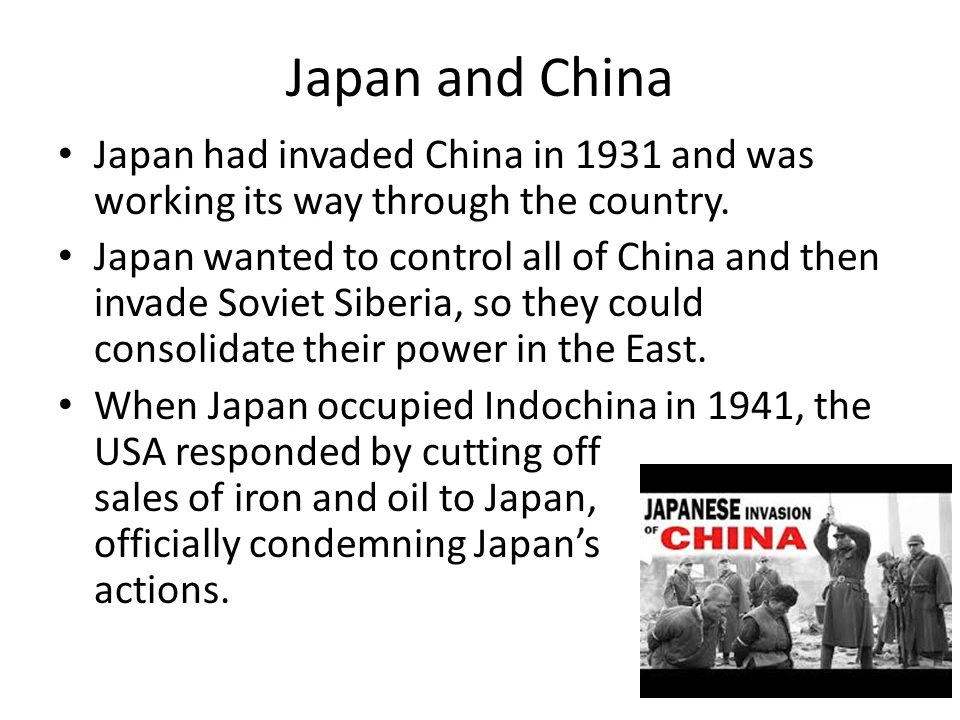 Japan and China
• Japan had invaded China in 1931 and was
working its way through the country.
• Japan wanted to control all of China and then
invade Soviet Siberia, so they could
consolidate their power in the East.
• When Japan occupied Indochina in 1941, the
USA responded by cutting off
sales of iron and oil to Japan,
officially condemning Japan’s
actions.
JAPANESE INVASION
OF CHINA